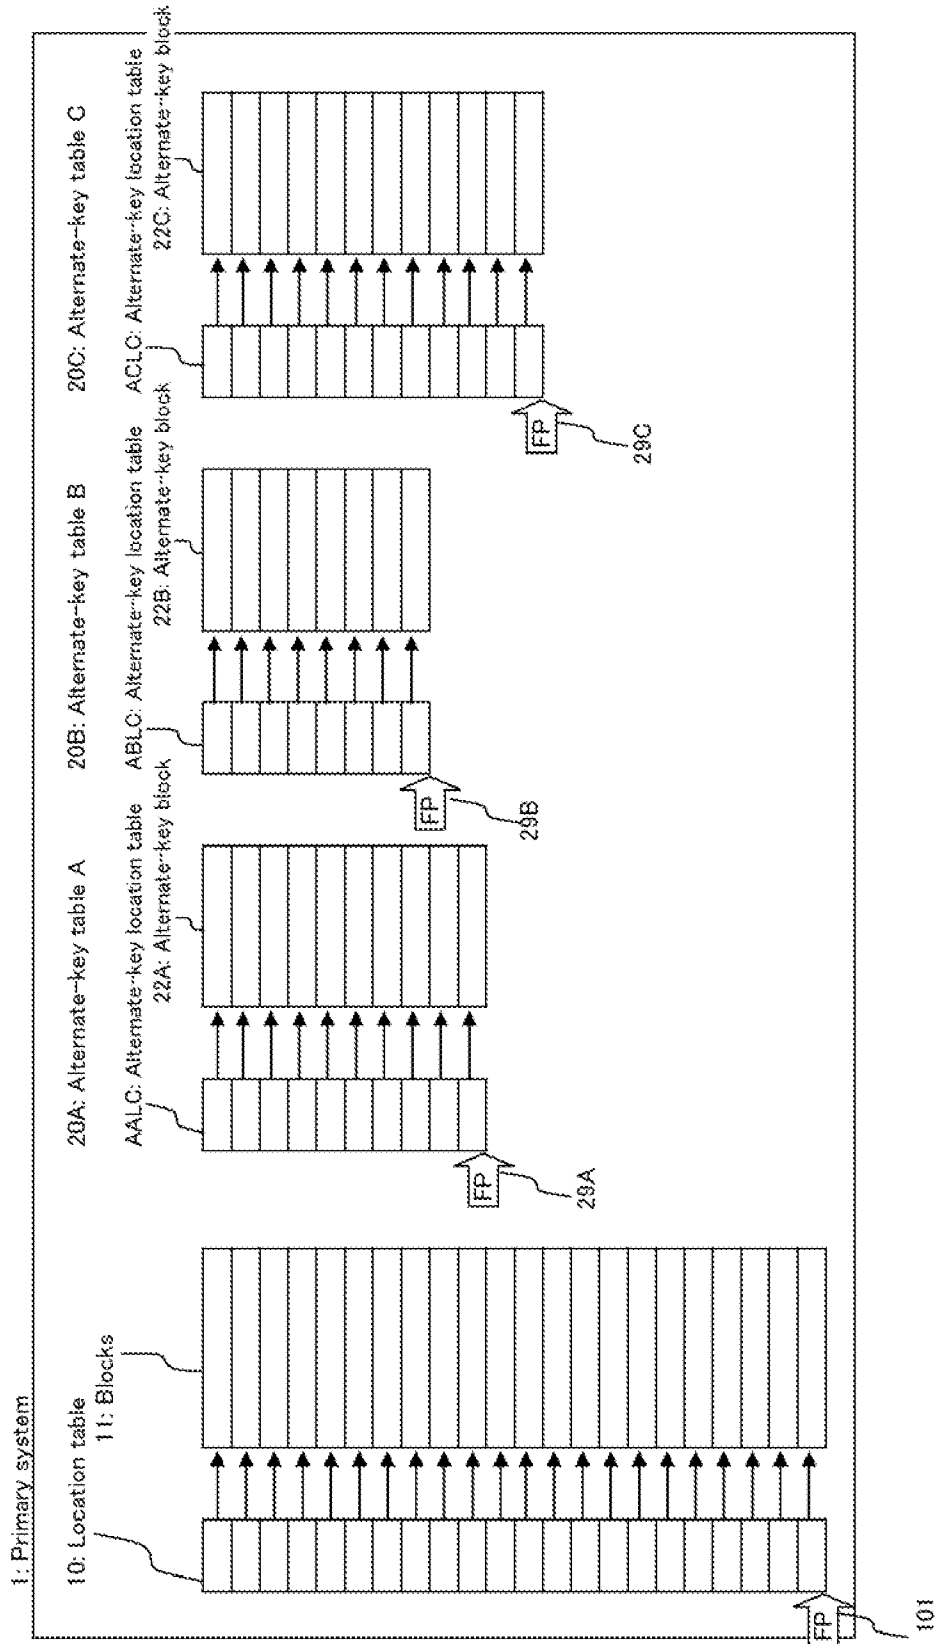 1: Primary system
10: Location table
11: Blocks
FP
101
20A: Alternate-key table A
AALC: Alternate-key location table
22A: Alternate-key block
FP
29A
20B: Alternate-key table B
ABLC: Alternate-key location table
22B: Alternate-key block
FP
29B
20C: Alternate-key table C
ACLC: Alternate-key location table
22C: Alternate-key block
FP
29C